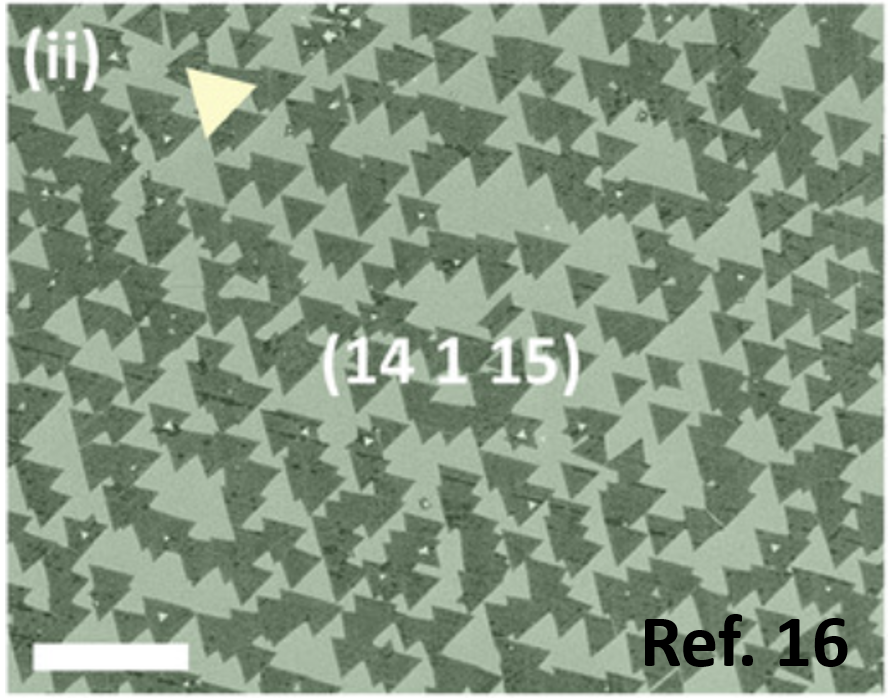 (ii)
(14 1 15)
Ref. 16